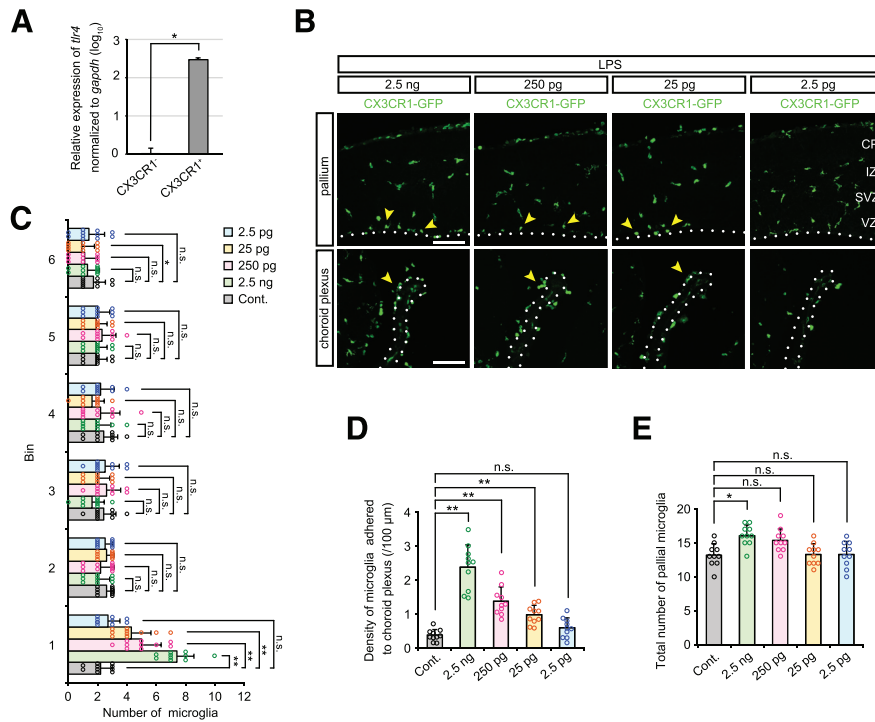 A
Relative expression of tlr4
normalized to gapdh (log10)
3
2
1
0
*
CX3CR1-
CX3CR1+
B
LPS
2.5 ng
250 pg
25 pg
2.5 pg
CX3CR1-GFP
CX3CR1-GFP
CX3CR1-GFP
CX3CR1-GFP
pallium
IZ
VZ
choroid plexus
C
2.5 pg
25 pg
250 pg
2.5 ng
Cont.
Bin
6
n.s.
n.s.
*
n.s.
5
n.s.
n.s.
n.s.
n.s.
4
n.s.
n.s.
n.s.
n.s.
3
n.s.
n.s.
n.s.
n.s.
2
n.s.
n.s.
n.s.
n.s.
1
**
**
**
n.s.
0 2 4 6 8 10 12
Number of microglia
D
Density of microglia adhered
to choroid plexus (/100 μm)
4
3
2
1
0
n.s.
**
**
**
Cont.
2.5 ng
250 pg
25 pg
2.5 pg
E
Total number of pallial microglia
20
15
10
5
0
n.s.
n.s.
n.s.
*
Cont.
2.5 ng
250 pg
25 pg
2.5 pg